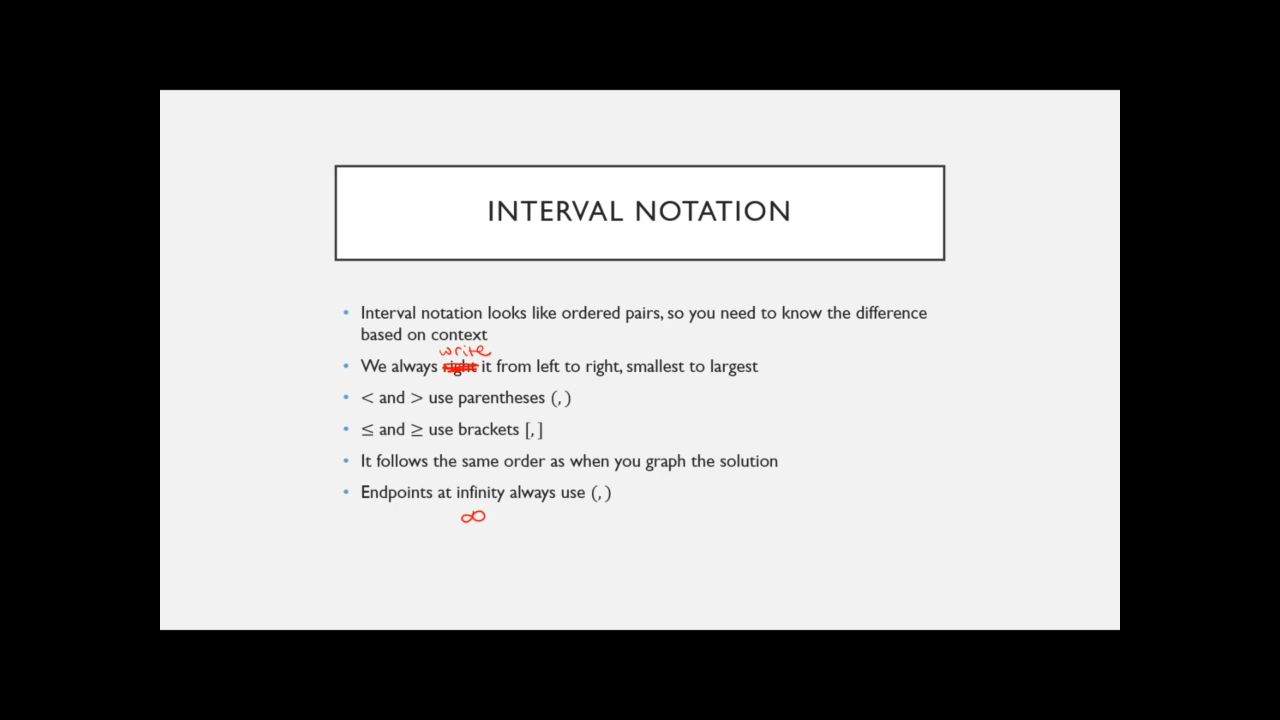 INTERVAL NOTATION
• Interval notation looks like ordered pairs, so you need to know the difference
based on context
write
• We always right it from left to right, smallest to largest
• < and > use parentheses (, )
• ≤ and ≥ use brackets [, ]
• It follows the same order as when you graph the solution
• Endpoints at infinity always use (, )
∞